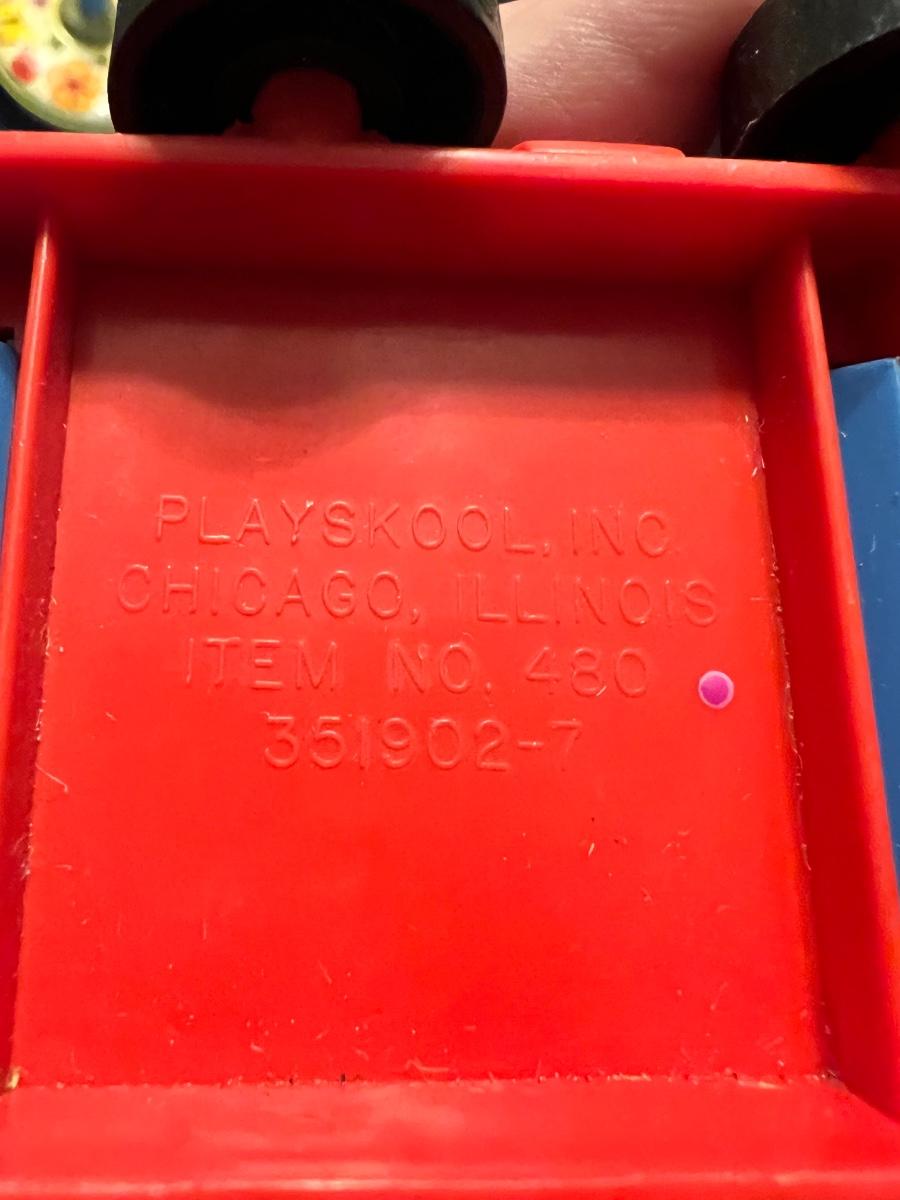 PLAYSKOOL, INC.
CHICAGO, ILLINOIS
ITEM NO. 480
351902-7